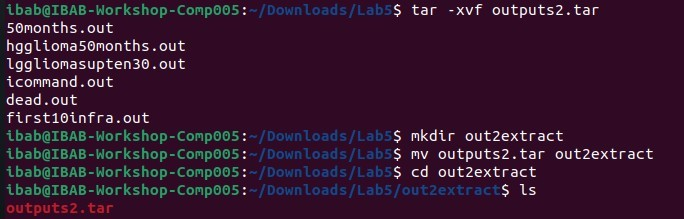 ibab@IBAB-Workshop-Comp005:~/Downloads/Lab5$ tar -xvf outputs2.tar
50months.out
hgglioma50months.out
lggliomasupten30.out
icommand.out
dead.out
first10infra.out
ibab@IBAB-Workshop-Comp005:~/Downloads/Lab5$ mkdir out2extract
ibab@IBAB-Workshop-Comp005:~/Downloads/Lab5$ mv outputs2.tar out2extract
ibab@IBAB-Workshop-Comp005:~/Downloads/Lab5$ cd out2extract
ibab@IBAB-Workshop-Comp005:~/Downloads/Lab5/out2extract$ ls
outputs2.tar